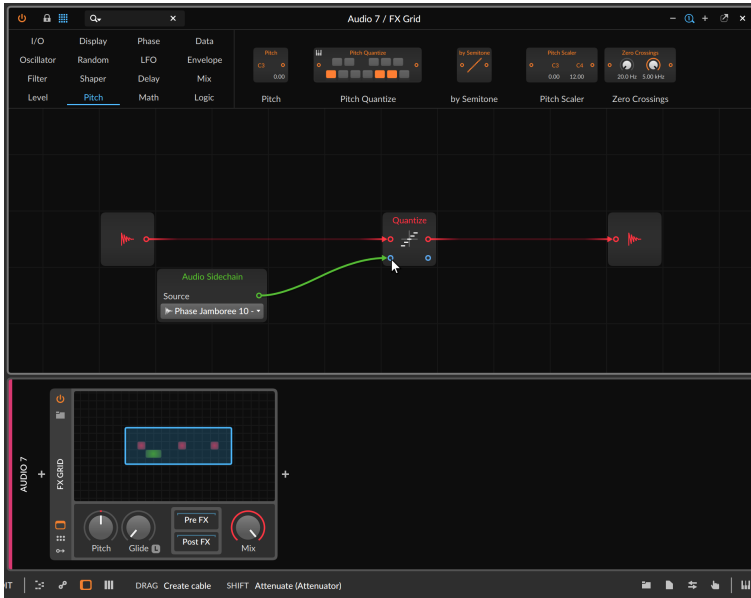 Audio 7 / FX Grid
I/O Display Phase Data
Oscillator Random LFO Envelope
Filter Shaper Delay Mix
Level Pitch Math Logic
Pitch
C3
0.00
Pitch
Pitch Quantize
Pitch Quantize
by Semitone
by Semitone
Pitch Scaler
C3 C4
0.00 12.00
Pitch Scaler
Zero Crossings
20.0 Hz 5.00 kHz
Zero Crossings
Quantize
Audio Sidechain
Source
Phase Jamboree 10 -
AUDIO 7
FX GRID
Pitch
Glide L
Pre FX
Post FX
Mix
DRAG Create cable SHIFT Attenuate (Attenuator)